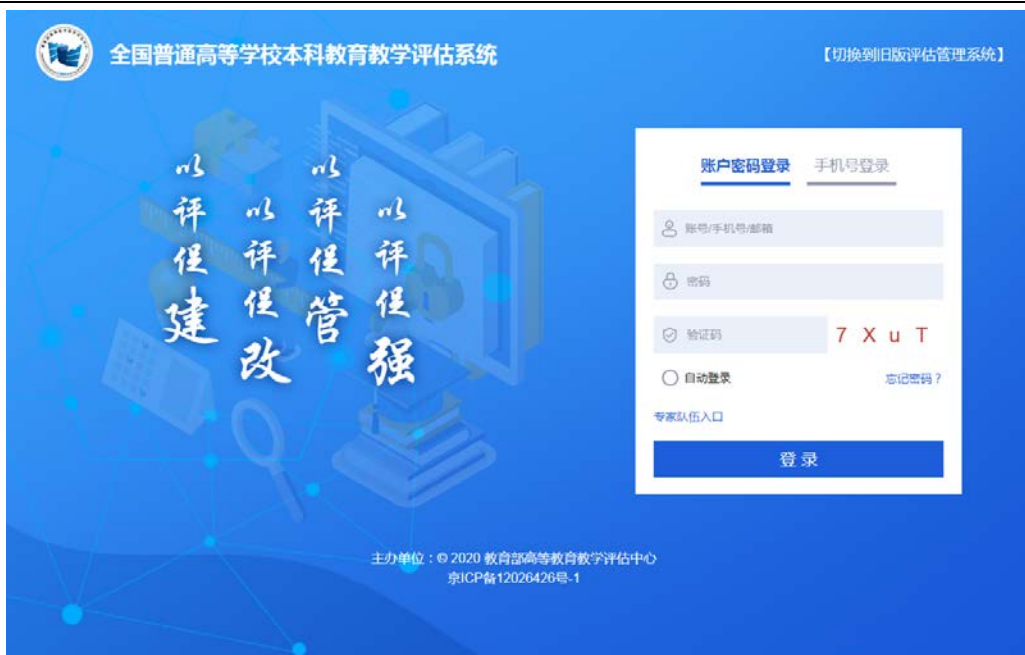 全国普通高等学校本科教育教学评估系统
【切换到旧版评估管理系统】
以评促建
以评促改
以评促管
以评促强
账户密码登录 手机号登录
账号/手机号/邮箱
密码
验证码 7 X u T
自动登录 忘记密码？
专家队伍入口
登录
主办单位：© 2020 教育部高等教育教学评估中心
京ICP备12026426号-1